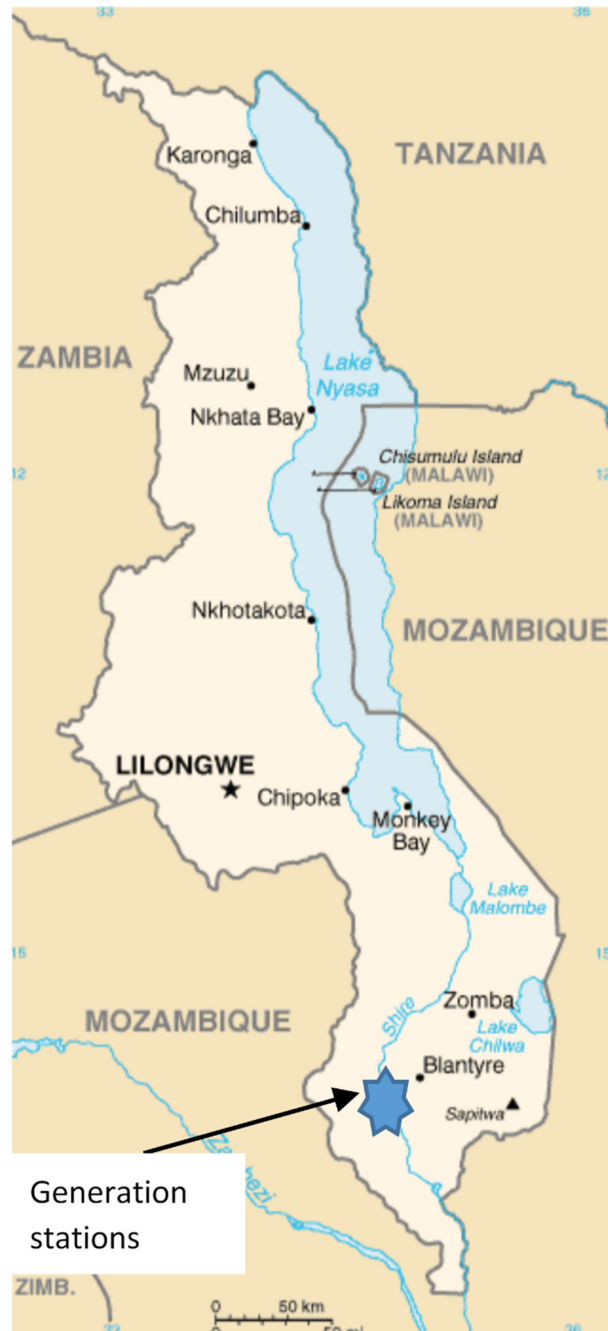 33
36
Karonga
TANZANIA
Chilumba
ZAMBIA
Lake
Nyasa
Mzuzu
Nkhata Bay
Chisumulu Island
(MALAWI)
12
12
Likoma Island
(MALAWI)
Nkhotakota
MOZAMBIQUE
LILONGWE
Chipoka
Monkey
Bay
Lake
Malombe
15
15
Zomba
MOZAMBIQUE
Shire
Lake
Chilwa
Blantyre
Sapitwa
Generation
stations
ZIMB.
0
50 km